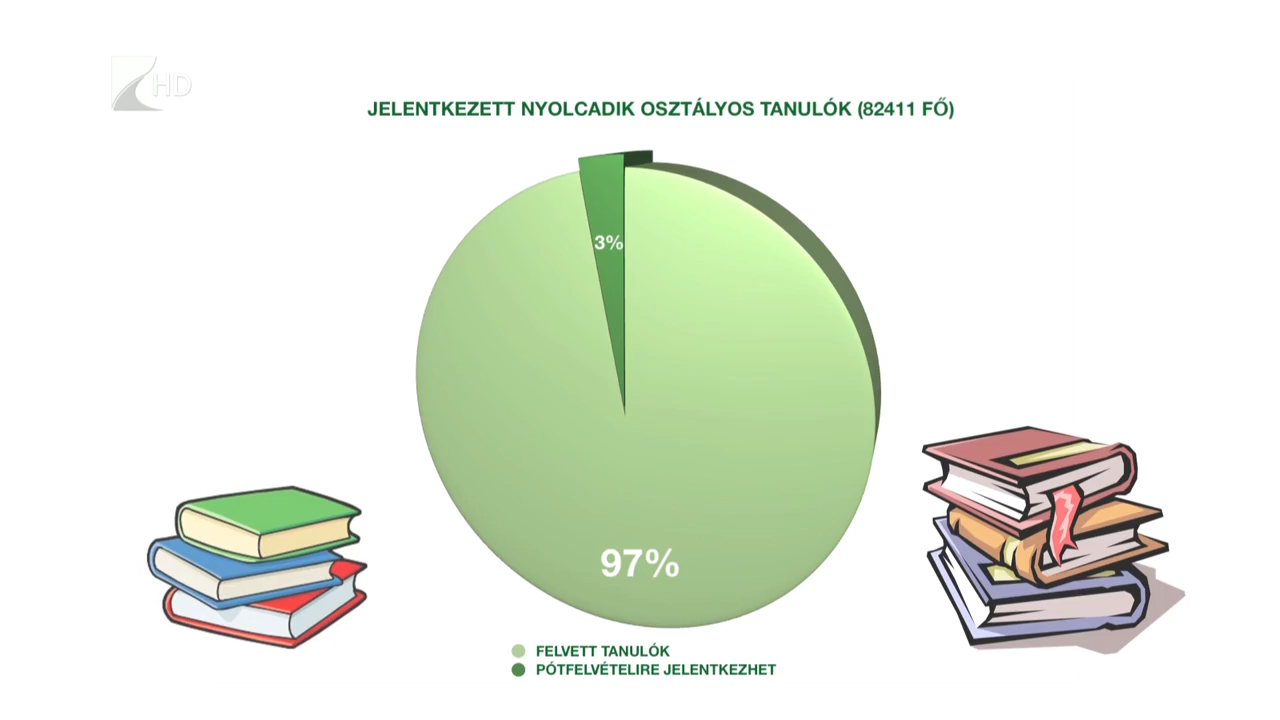 HD
JELENTKEZETT NYOLCADIK OSZTÁLYOS TANULÓK (82411 FŐ)
3%
97%
FELVETT TANULÓK
PÓTFELVÉTELIRE JELENTKEZHET